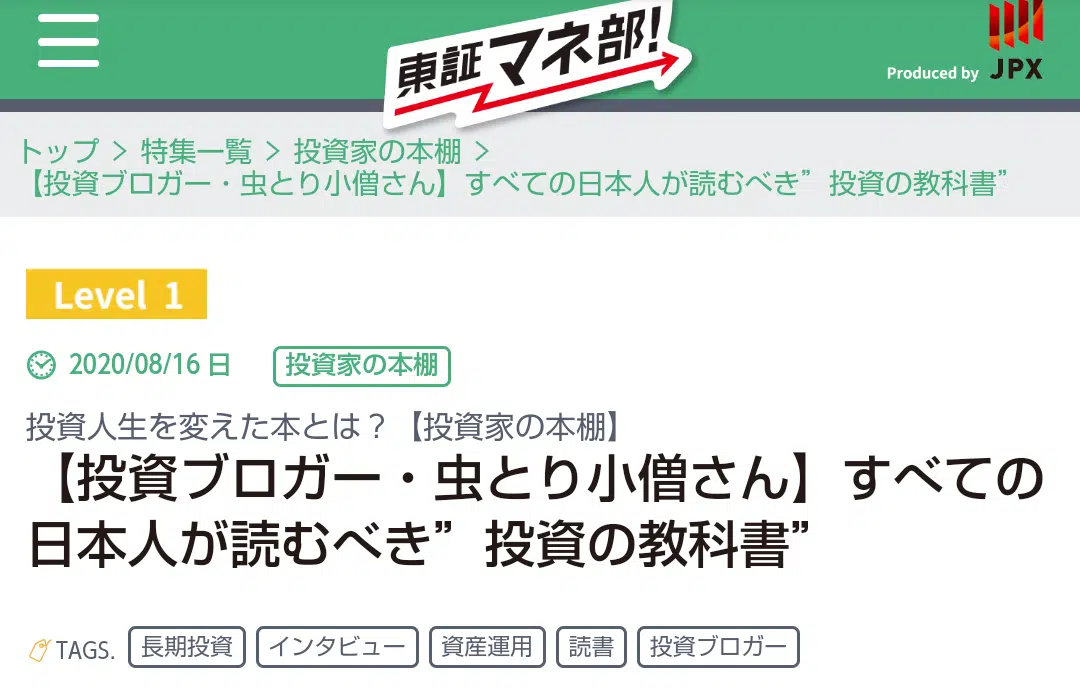 東証マネ部!
Produced by JPX
トップ > 特集一覧 > 投資家の本棚 >
【投資ブロガー・虫とり小僧さん】すべての日本人が読むべき”投資の教科書”
Level 1
2020/08/16 日 投資家の本棚
投資人生を変えた本とは？【投資家の本棚】
【投資ブロガー・虫とり小僧さん】すべての
日本人が読むべき”投資の教科書”
TAGS. 長期投資 インタビュー 資産運用 読書 投資ブロガー